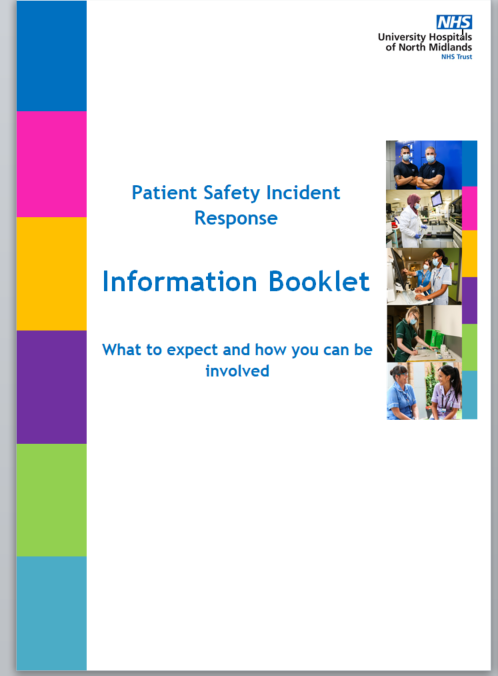 NHS
University Hospitals
of North Midlands
NHS Trust
Patient Safety Incident
Response
Information Booklet
What to expect and how you can be
involved